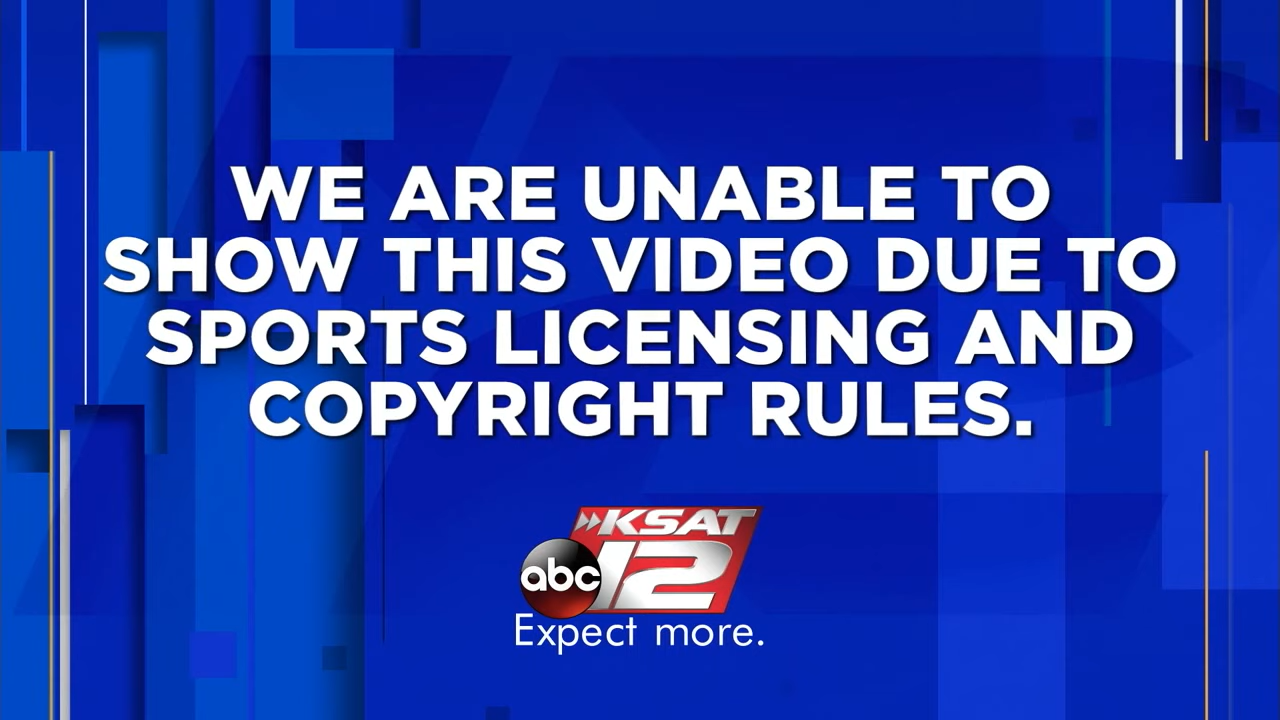 WE ARE UNABLE TO
SHOW THIS VIDEO DUE TO
SPORTS LICENSING AND
COPYRIGHT RULES.
KSAT
abc 12
Expect more.